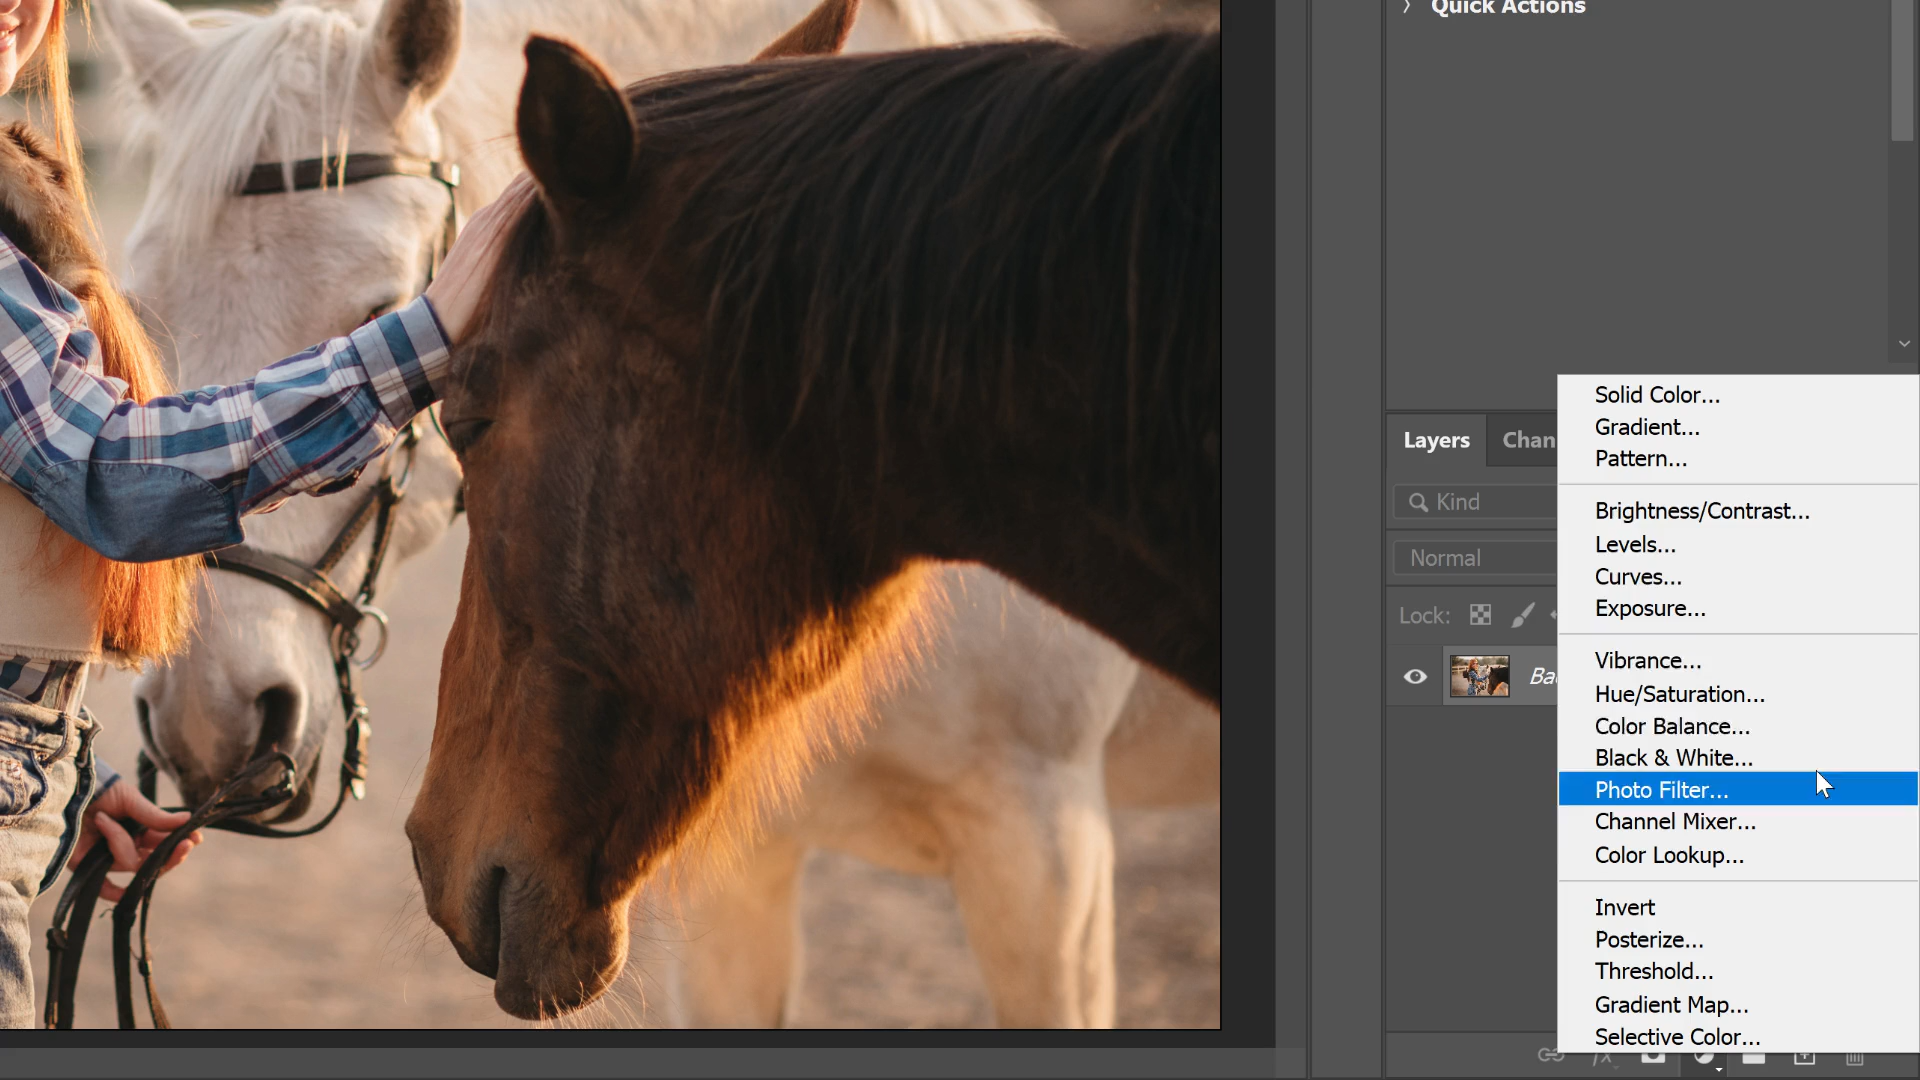 Quick Actions
Layers
Chan
Kind
Normal
Lock:
Solid Color...
Gradient...
Pattern...
Brightness/Contrast...
Levels...
Curves...
Exposure...
Vibrance...
Hue/Saturation...
Color Balance...
Black & White...
Photo Filter...
Channel Mixer...
Color Lookup...
Invert
Posterize...
Threshold...
Gradient Map...
Selective Color...
fx